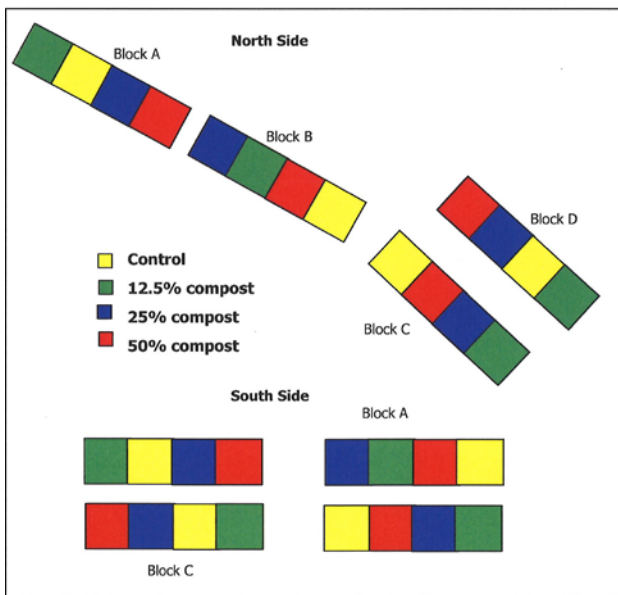 North Side
Block A
Block B
Block D
Block C
Control
12.5% compost
25% compost
50% compost
South Side
Block A
Block C